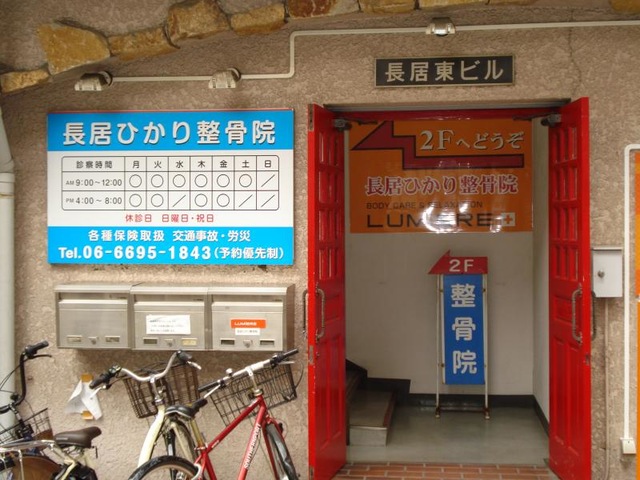 長居東ビル
長居ひかり整骨院
診察時間 月 火 水 木 金 土 日
AM 9:00~12:00 ○ ○ ○ ○ ○ ○ ／
PM 4:00~8:00 ○ ○ ／ ○ ○ ／ ／
休診日 日曜日・祝日
各種保険取扱 交通事故・労災
Tel.06-6695-1843(予約優先制)
2Fへどうぞ
長居ひかり整骨院
BODY CARE & RELAXATION
LUMIERE
2F
整骨院
LUMIERE